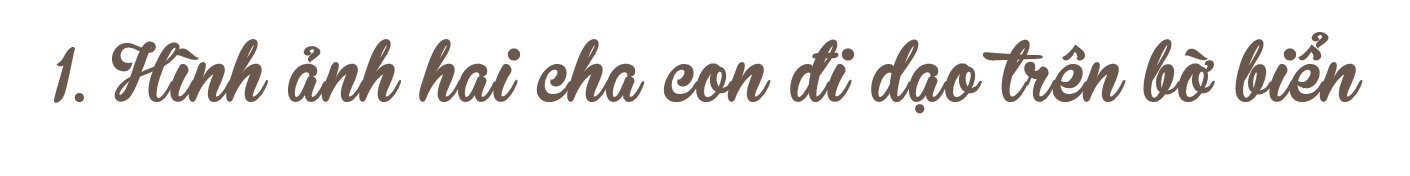 1. Hình ảnh hai cha con đi dạo trên bờ biển